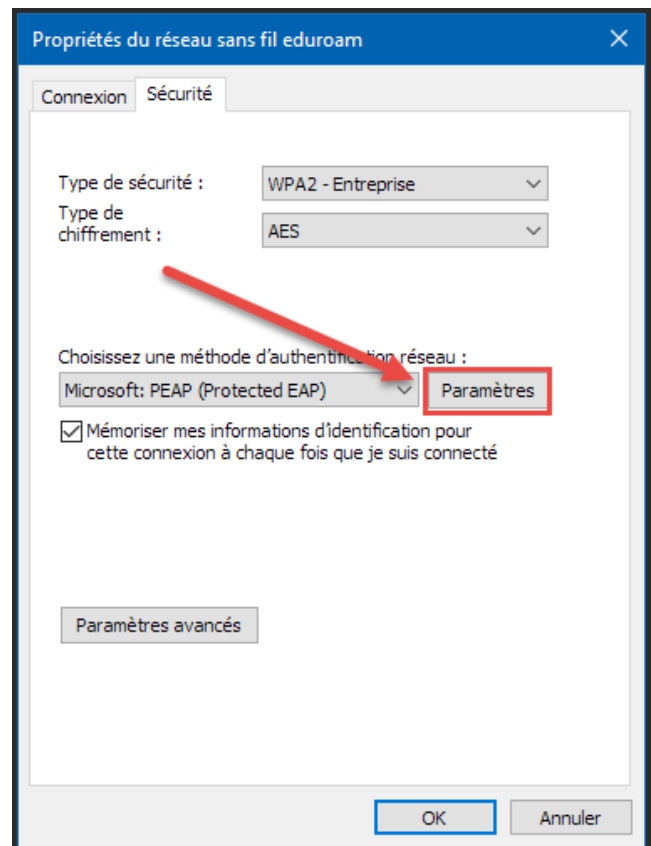 Propriétés du réseau sans fil eduroam
Connexion Sécurité
Type de sécurité : WPA2 - Entreprise
Type de
chiffrement : AES
Choisissez une méthode d'authentification réseau :
Microsoft: PEAP (Protected EAP) Paramètres
Mémoriser mes informations d'identification pour
cette connexion à chaque fois que je suis connecté
Paramètres avancés
OK Annuler